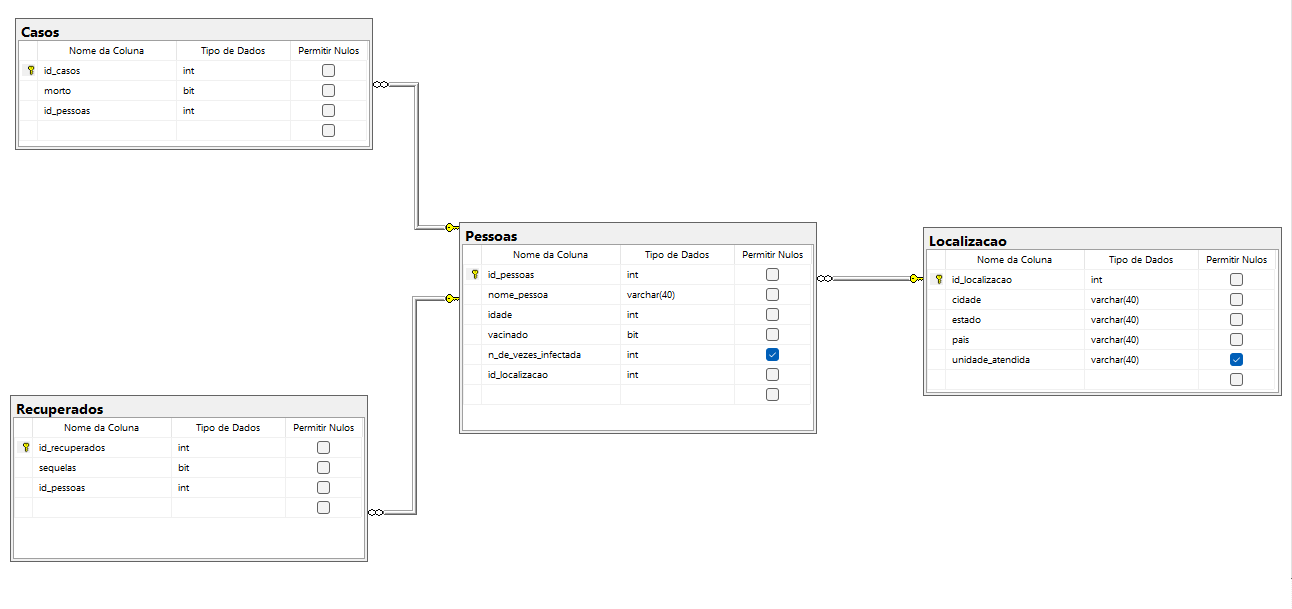 Casos
Nome da Coluna Tipo de Dados Permitir Nulos
id_casos int
morto bit
id_pessoas int
Pessoas
Nome da Coluna Tipo de Dados Permitir Nulos
id_pessoas int
nome_pessoa varchar(40)
idade int
vacinado bit
n_de_vezes_infectada int
id_localizacao int
Localizacao
Nome da Coluna Tipo de Dados Permitir Nulos
id_localizacao int
cidade varchar(40)
estado varchar(40)
pais varchar(40)
unidade_atendida varchar(40)
Recuperados
Nome da Coluna Tipo de Dados Permitir Nulos
id_recuperados int
sequelas bit
id_pessoas int